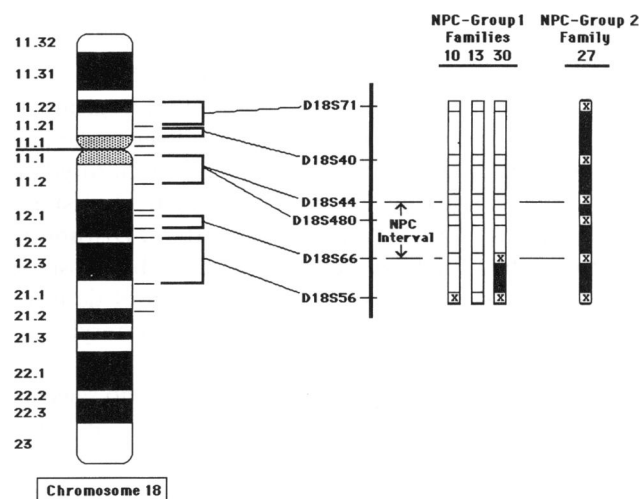 NPC-Group1 NPC-Group 2
Families Family
10 13 30 27
11.32
11.31
11.22
11.21
11.1
11.1
11.2
12.1
12.2
12.3
21.1
21.2
21.3
22.1
22.2
22.3
23
D18S71
D18S40
D18S44
D18S480
NPC
Interval
D18S66
D18S56
X
X
X
X
X
X
X
X
X
Chromosome 18